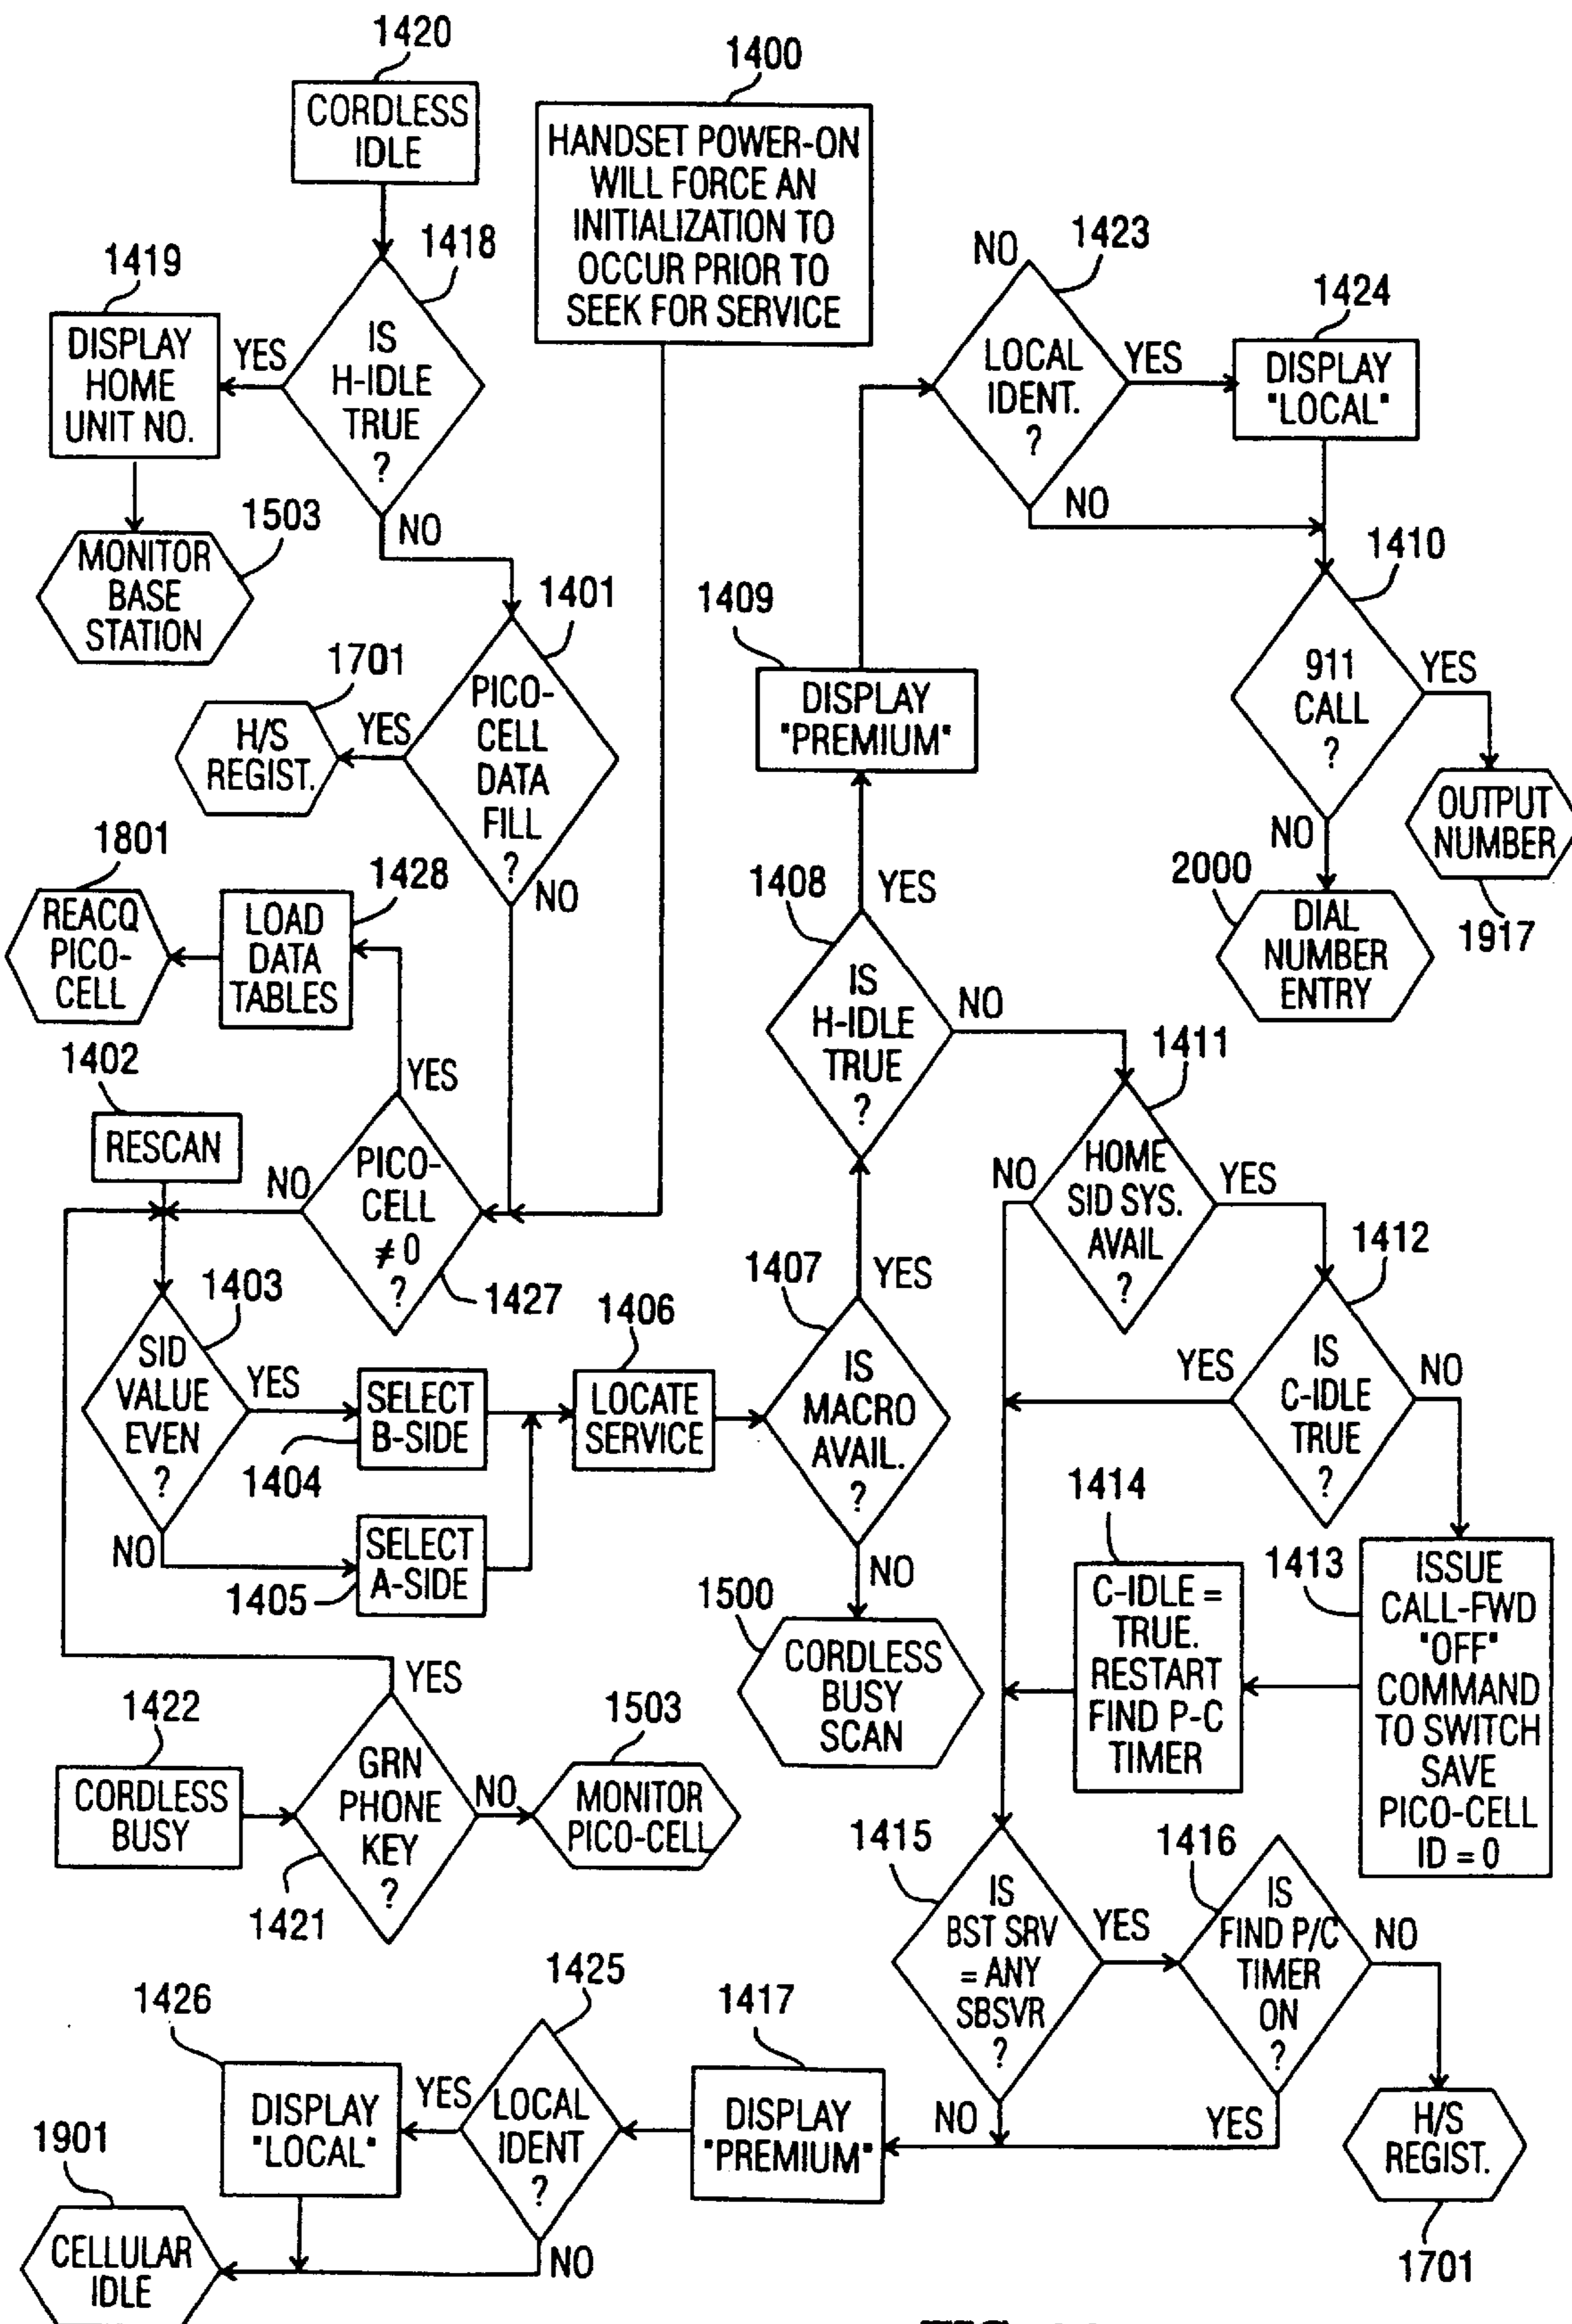 1420
CORDLESS
IDLE
1400
HANDSET POWER-ON
WILL FORCE AN
INITIALIZATION TO
OCCUR PRIOR TO
SEEK FOR SERVICE
1418
IS
H-IDLE
TRUE
?
YES
NO
1419
DISPLAY
HOME
UNIT NO.
1503
MONITOR
BASE
STATION
1401
PICO-
CELL
DATA
FILL
?
YES
NO
1701
H/S
REGIST.
1801
REACQ
PICO-
CELL
1428
LOAD
DATA
TABLES
YES
1402
RESCAN
NO
PICO-
CELL
≠ 0
?
1427
1403
SID
VALUE
EVEN
?
YES
NO
SELECT
B-SIDE
1404
SELECT
A-SIDE
1405
1406
LOCATE
SERVICE
1407
IS
MACRO
AVAIL.
?
YES
NO
1500
CORDLESS
BUSY
SCAN
1408
IS
H-IDLE
TRUE
?
YES
NO
1409
DISPLAY
"PREMIUM"
NO
1423
LOCAL
IDENT.
?
YES
NO
1424
DISPLAY
"LOCAL"
1410
911
CALL
?
YES
NO
OUTPUT
NUMBER
1917
2000
DIAL
NUMBER
ENTRY
1411
HOME
SID SYS.
AVAIL
?
NO
YES
1412
IS
C-IDLE
TRUE
?
YES
NO
1413
ISSUE
CALL-FWD
"OFF"
COMMAND
TO SWITCH
SAVE
PICO-CELL
ID = 0
1414
C-IDLE =
TRUE.
RESTART
FIND P-C
TIMER
1422
CORDLESS
BUSY
YES
GRN
PHONE
KEY
?
1421
NO
1503
MONITOR
PICO-CELL
1415
IS
BST SRV
= ANY
SBSVR
?
YES
NO
1416
IS
FIND P/C
TIMER
ON
?
NO
YES
H/S
REGIST.
1701
1417
DISPLAY
"PREMIUM"
1425
LOCAL
IDENT
?
YES
NO
1426
DISPLAY
"LOCAL"
1901
CELLULAR
IDLE